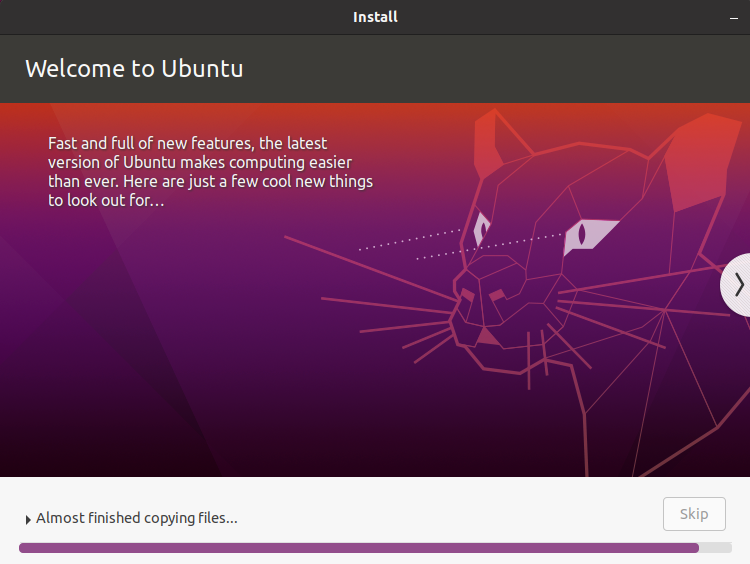 Install
Welcome to Ubuntu
Fast and full of new features, the latest
version of Ubuntu makes computing easier
than ever. Here are just a few cool new things
to look out for…
Almost finished copying files...
Skip